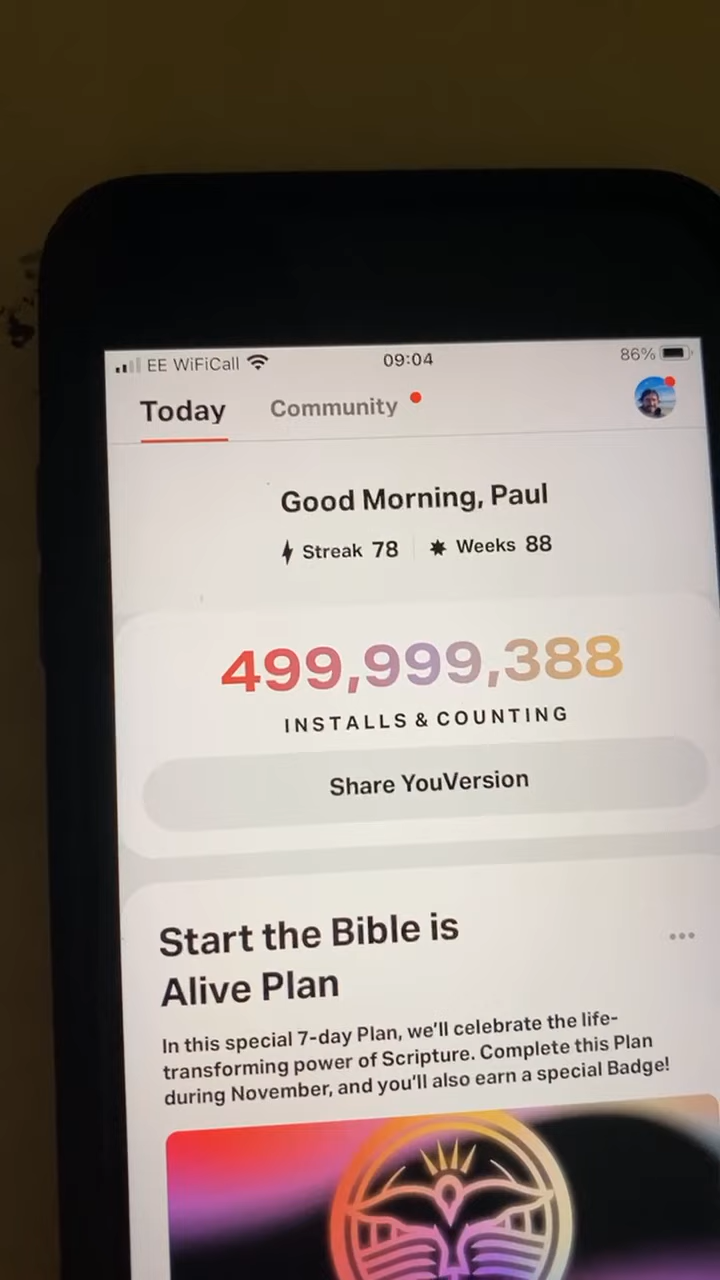 EE WiFiCall 09:04 86%
Today Community
Good Morning, Paul
Streak 78 Weeks 88
499,999,388
INSTALLS & COUNTING
Share YouVersion
Start the Bible is
Alive Plan
In this special 7-day Plan, we'll celebrate the life-
transforming power of Scripture. Complete this Plan
during November, and you'll also earn a special Badge!